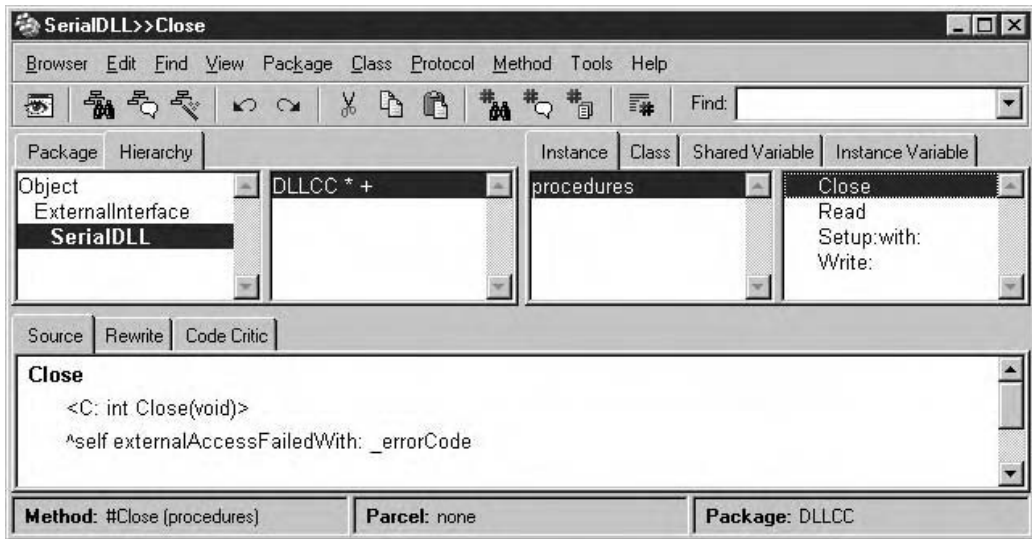 SerialDLL>>Close
Browser Edit Find View Package Class Protocol Method Tools Help
Find:
Package Hierarchy Instance Class Shared Variable Instance Variable
Object DLLCC * + procedures Close
ExternalInterface Read
SerialDLL Setup:with:
Write:
Source Rewrite Code Critic
Close
<C: int Close(void)>
^self externalAccessFailedWith: _errorCode
Method: #Close (procedures) Parcel: none Package: DLLCC